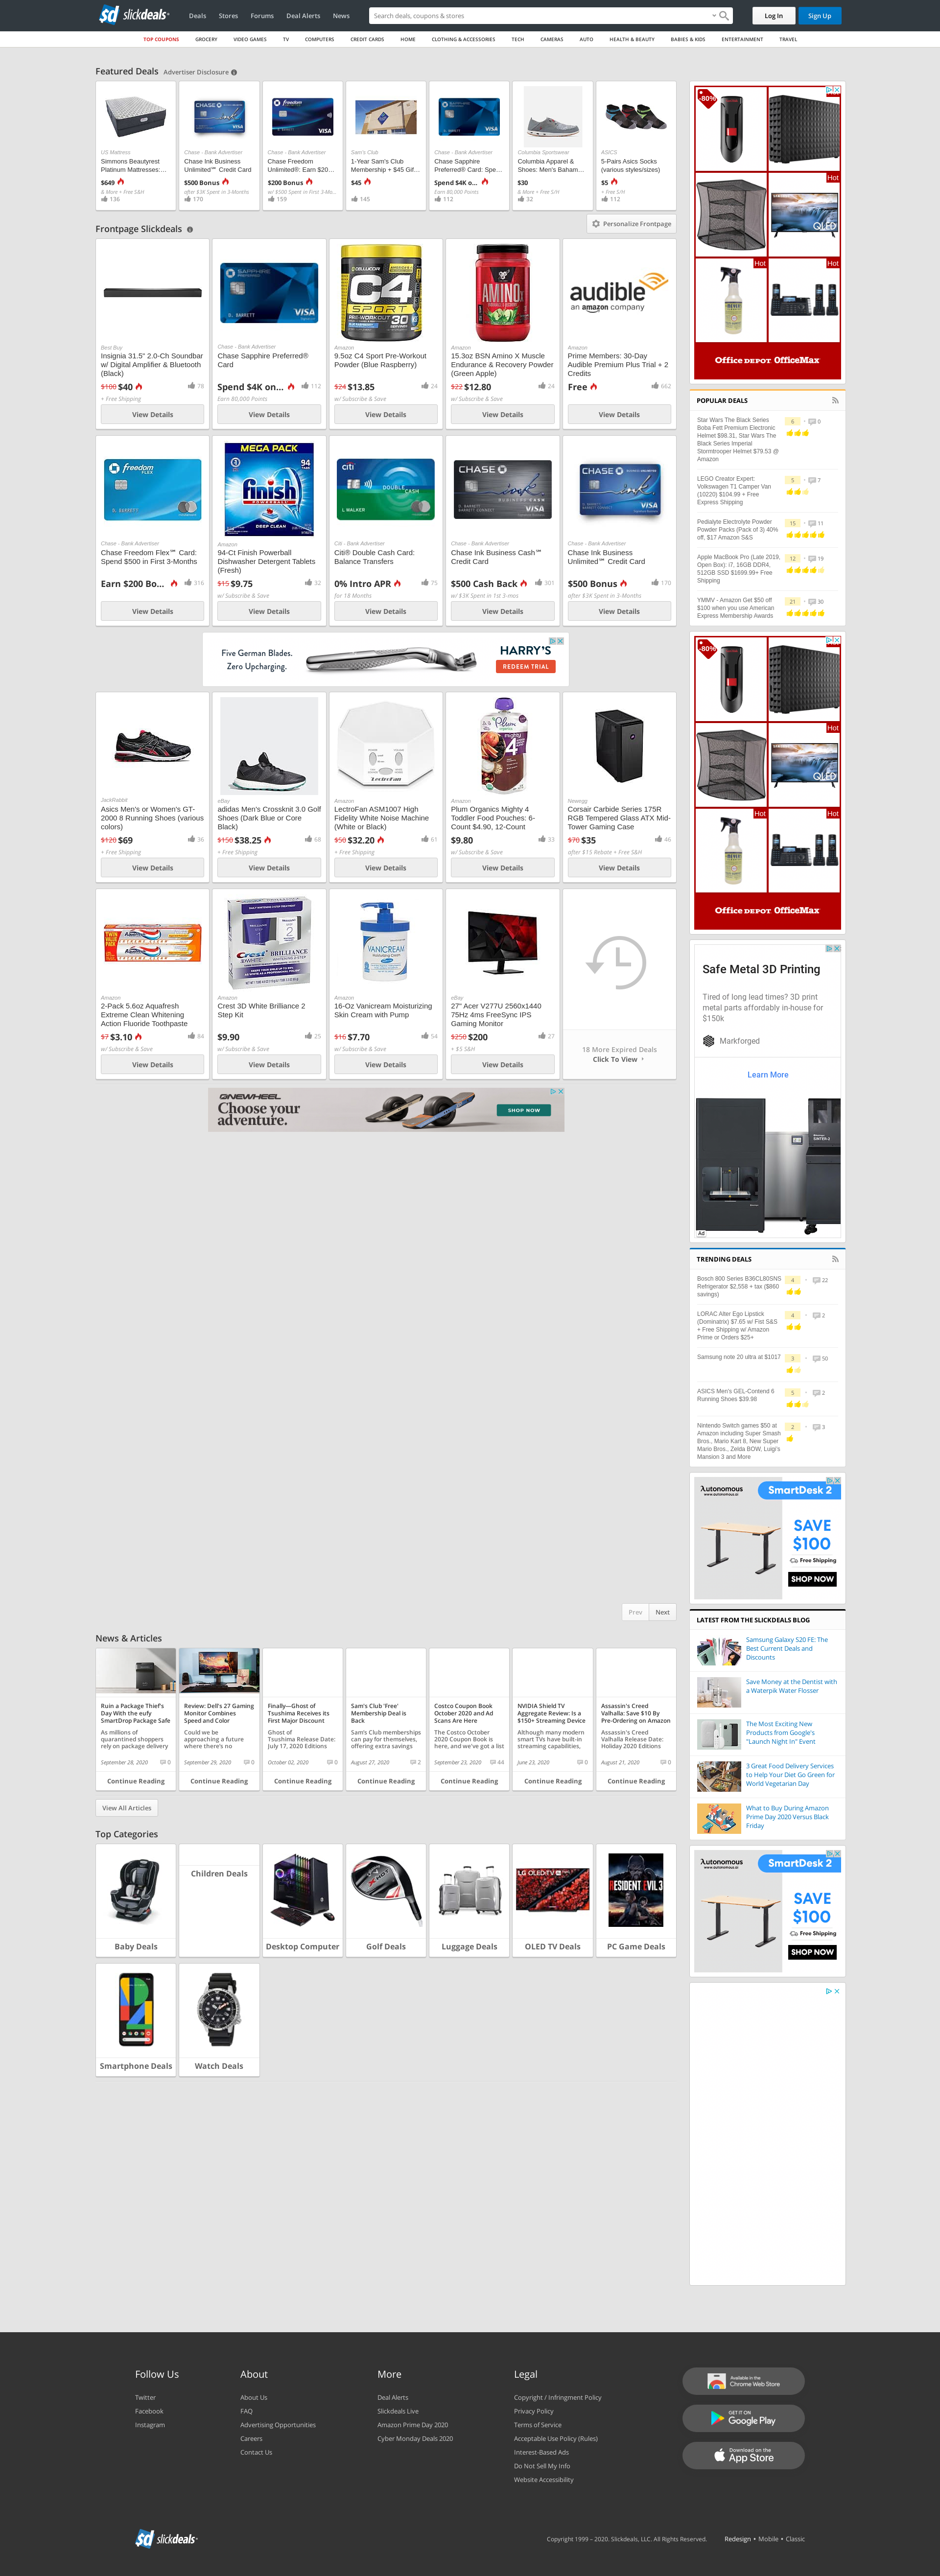 slickdeals
Deals
Stores
Forums
Deal Alerts
News
Search deals, coupons & stores
Log In
Sign Up
TOP COUPONS
GROCERY
VIDEO GAMES
TV
COMPUTERS
CREDIT CARDS
HOME
CLOTHING & ACCESSORIES
TECH
CAMERAS
AUTO
HEALTH & BEAUTY
BABIES & KIDS
ENTERTAINMENT
TRAVEL
Featured Deals Advertiser Disclosure
US Mattress
Simmons Beautyrest
Platinum Mattresses:…
$649
& More + Free S&H
136
Chase - Bank Advertiser
Chase Ink Business
Unlimited℠ Credit Card
$500 Bonus
after $3K Spent in 3-Months
170
Chase - Bank Advertiser
Chase Freedom
Unlimited®: Earn $20…
$200 Bonus
w/ $500 Spent in First 3-Mo...
159
Sam's Club
1-Year Sam's Club
Membership + $45 Gif…
$45
145
Chase - Bank Advertiser
Chase Sapphire
Preferred® Card: Spe…
Spend $4K o...
Earn 80,000 Points
112
Columbia Sportswear
Columbia Apparel &
Shoes: Men's Baham…
$30
& More + Free S/H
32
ASICS
5-Pairs Asics Socks
(various styles/sizes)
$5
+ Free S/H
112
Frontpage Slickdeals
Personalize Frontpage
Best Buy
Insignia 31.5" 2.0-Ch Soundbar
w/ Digital Amplifier & Bluetooth
(Black)
$100 $40
78
+ Free Shipping
View Details
Chase - Bank Advertiser
Chase Sapphire Preferred®
Card
Spend $4K on...
112
Earn 80,000 Points
View Details
Amazon
9.5oz C4 Sport Pre-Workout
Powder (Blue Raspberry)
$24 $13.85
24
w/ Subscribe & Save
View Details
Amazon
15.3oz BSN Amino X Muscle
Endurance & Recovery Powder
(Green Apple)
$22 $12.80
24
w/ Subscribe & Save
View Details
audible
an amazon company
Amazon
Prime Members: 30-Day
Audible Premium Plus Trial + 2
Credits
Free
662
View Details
Chase - Bank Advertiser
Chase Freedom Flex℠ Card:
Spend $500 in First 3-Months
Earn $200 Bo...
316
View Details
MEGA PACK
94
finish
DEEP CLEAN
Amazon
94-Ct Finish Powerball
Dishwasher Detergent Tablets
(Fresh)
$15 $9.75
32
w/ Subscribe & Save
View Details
Citi - Bank Advertiser
Citi® Double Cash Card:
Balance Transfers
0% Intro APR
75
for 18 Months
View Details
Chase - Bank Advertiser
Chase Ink Business Cash℠
Credit Card
$500 Cash Back
301
w/ $3K Spent in 1st 3-mos
View Details
Chase - Bank Advertiser
Chase Ink Business
Unlimited℠ Credit Card
$500 Bonus
170
after $3K Spent in 3-Months
View Details
Five German Blades.
Zero Upcharging.
HARRY'S
REDEEM TRIAL
JackRabbit
Asics Men's or Women's GT-
2000 8 Running Shoes (various
colors)
$120 $69
36
+ Free Shipping
View Details
eBay
adidas Men's Crossknit 3.0 Golf
Shoes (Dark Blue or Core
Black)
$150 $38.25
68
+ Free Shipping
View Details
Amazon
LectroFan ASM1007 High
Fidelity White Noise Machine
(White or Black)
$50 $32.20
61
+ Free Shipping
View Details
Amazon
Plum Organics Mighty 4
Toddler Food Pouches: 6-
Count $4.90, 12-Count
$9.80
33
w/ Subscribe & Save
View Details
Newegg
Corsair Carbide Series 175R
RGB Tempered Glass ATX Mid-
Tower Gaming Case
$70 $35
46
after $15 Rebate + Free S&H
View Details
Amazon
2-Pack 5.6oz Aquafresh
Extreme Clean Whitening
Action Fluoride Toothpaste
$7 $3.10
84
w/ Subscribe & Save
View Details
Amazon
Crest 3D White Brilliance 2
Step Kit
$9.90
25
w/ Subscribe & Save
View Details
Amazon
16-Oz Vanicream Moisturizing
Skin Cream with Pump
$16 $7.70
54
w/ Subscribe & Save
View Details
eBay
27" Acer V277U 2560x1440
75Hz 4ms FreeSync IPS
Gaming Monitor
$250 $200
27
+ $5 S&H
View Details
18 More Expired Deals
Click To View
ONEWHEEL
Choose your
adventure.
SHOP NOW
Prev
Next
-80%
Hot
QLED
Hot
Hot
Office DEPOT OfficeMax
POPULAR DEALS
Star Wars The Black Series
Boba Fett Premium Electronic
Helmet $98.31, Star Wars The
Black Series Imperial
Stormtrooper Helmet $79.53 @
Amazon
6
0
LEGO Creator Expert:
Volkswagen T1 Camper Van
(10220) $104.99 + Free
Express Shipping
5
7
Pedialyte Electrolyte Powder
Powder Packs (Pack of 3) 40%
off, $17 Amazon S&S
15
11
Apple MacBook Pro (Late 2019,
Open Box): i7, 16GB DDR4,
512GB SSD $1699.99+ Free
Shipping
12
19
YMMV - Amazon Get $50 off
$100 when you use American
Express Membership Awards
21
30
-80%
Hot
QLED
Hot
Hot
Office DEPOT OfficeMax
Safe Metal 3D Printing
Tired of long lead times? 3D print
metal parts affordably in-house for
$150k
Markforged
Learn More
Ad
TRENDING DEALS
Bosch 800 Series B36CL80SNS
Refrigerator $2,558 + tax ($860
savings)
4
22
LORAC Alter Ego Lipstick
(Dominatrix) $7.65 w/ Fist S&S
+ Free Shipping w/ Amazon
Prime or Orders $25+
4
2
Samsung note 20 ultra at $1017
3
50
ASICS Men's GEL-Contend 6
Running Shoes $39.98
5
2
Nintendo Switch games $50 at
Amazon including Super Smash
Bros., Mario Kart 8, New Super
Mario Bros., Zelda BOW, Luigi's
Mansion 3 and More
2
3
Autonomous
SmartDesk 2
SAVE
$100
Free Shipping
SHOP NOW
LATEST FROM THE SLICKDEALS BLOG
Samsung Galaxy S20 FE: The
Best Current Deals and
Discounts
Save Money at the Dentist with
a Waterpik Water Flosser
The Most Exciting New
Products from Google's
"Launch Night In" Event
3 Great Food Delivery Services
to Help Your Diet Go Green for
World Vegetarian Day
What to Buy During Amazon
Prime Day 2020 Versus Black
Friday
Autonomous
SmartDesk 2
SAVE
$100
Free Shipping
SHOP NOW
News & Articles
Ruin a Package Thief's
Day With the eufy
SmartDrop Package Safe
As millions of
quarantined shoppers
rely on package delivery
September 28, 2020
0
Continue Reading
Review: Dell's 27 Gaming
Monitor Combines
Speed and Color
Could we be
approaching a future
where there's no
September 29, 2020
0
Continue Reading
Finally—Ghost of
Tsushima Receives its
First Major Discount
Ghost of
Tsushima Release Date:
July 17, 2020 Editions
October 02, 2020
0
Continue Reading
Sam's Club 'Free'
Membership Deal is
Back
Sam's Club memberships
can pay for themselves,
offering extra savings
August 27, 2020
2
Continue Reading
Costco Coupon Book
October 2020 and Ad
Scans Are Here
The Costco October
2020 Coupon Book is
here, and we've got a list
September 23, 2020
44
Continue Reading
NVIDIA Shield TV
Aggregate Review: Is a
$150+ Streaming Device
Although many modern
smart TVs have built-in
streaming capabilities,
June 23, 2020
0
Continue Reading
Assassin's Creed
Valhalla: Save $10 By
Pre-Ordering on Amazon
Assassin's Creed
Valhalla Release Date:
Holiday 2020 Editions
August 21, 2020
0
Continue Reading
View All Articles
Top Categories
Baby Deals
Children Deals
Desktop Computer
Golf Deals
Luggage Deals
LG OLED TV
OLED TV Deals
RESIDENT EVIL 3
PC Game Deals
Smartphone Deals
Watch Deals
Follow Us
Twitter
Facebook
Instagram
About
About Us
FAQ
Advertising Opportunities
Careers
Contact Us
More
Deal Alerts
Slickdeals Live
Amazon Prime Day 2020
Cyber Monday Deals 2020
Legal
Copyright / Infringment Policy
Privacy Policy
Terms of Service
Acceptable Use Policy (Rules)
Interest-Based Ads
Do Not Sell My Info
Website Accessibility
Available in the
Chrome Web Store
GET IT ON
Google Play
Download on the
App Store
slickdeals
Copyright 1999 – 2020. Slickdeals, LLC. All Rights Reserved.
Redesign • Mobile • Classic